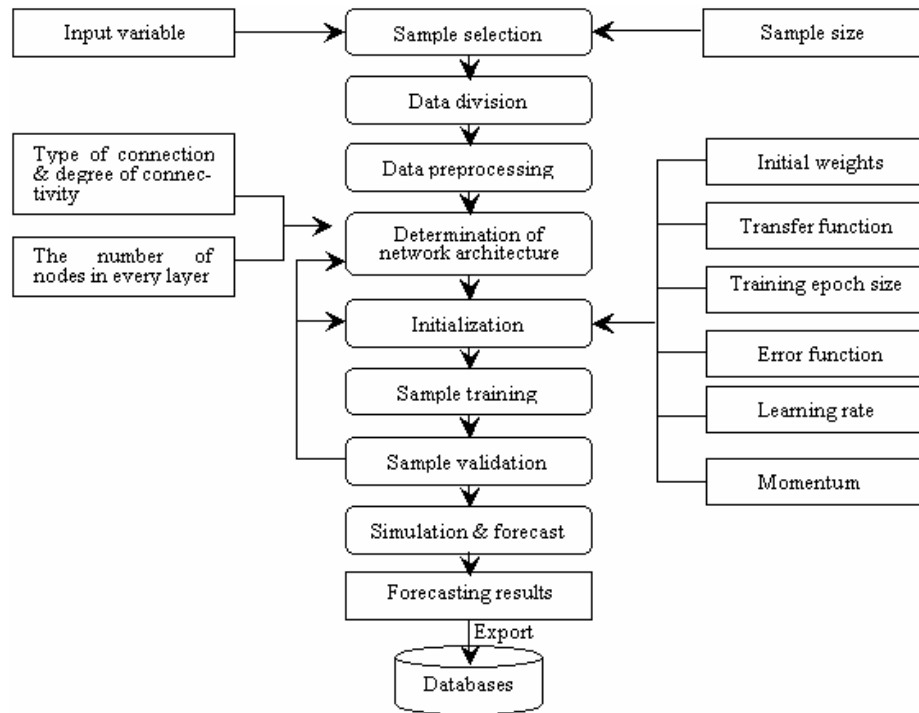 Input variable
Sample selection
Sample size
Data division
Type of connection
& degree of connec-
tivity
Data preprocessing
Initial weights
Determination of
network architecture
Transfer function
The number of
nodes in every layer
Training epoch size
Initialization
Error function
Sample training
Learning rate
Sample validation
Momentum
Simulation & forecast
Forecasting results
Export
Databases